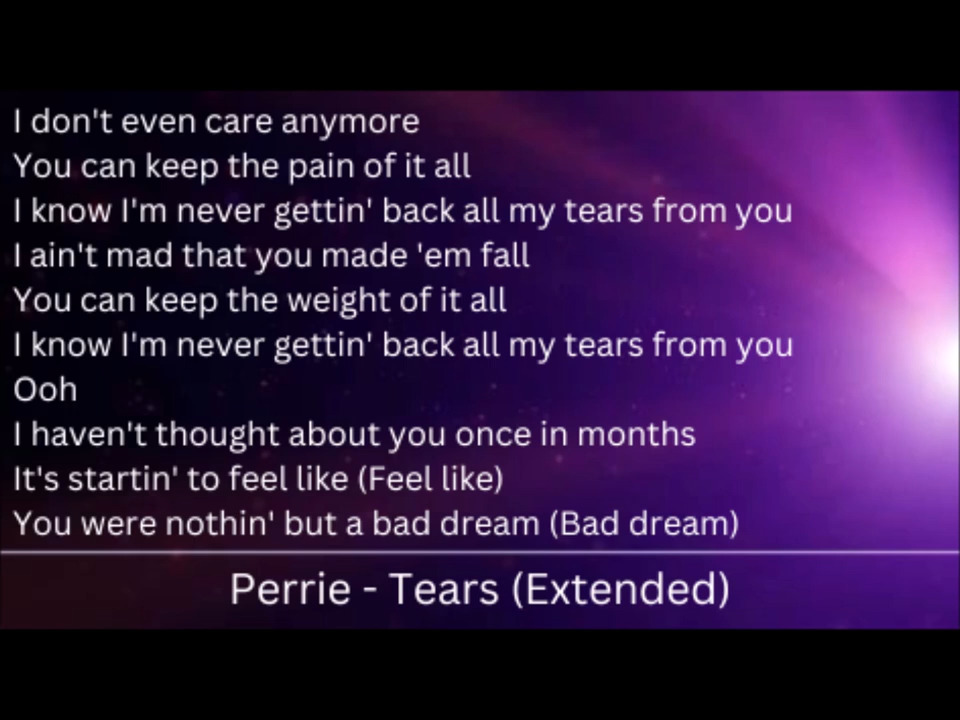 I don't even care anymore
You can keep the pain of it all
I know I'm never gettin' back all my tears from you
I ain't mad that you made 'em fall
You can keep the weight of it all
I know I'm never gettin' back all my tears from you
Ooh
I haven't thought about you once in months
It's startin' to feel like (Feel like)
You were nothin' but a bad dream (Bad dream)
Perrie - Tears (Extended)